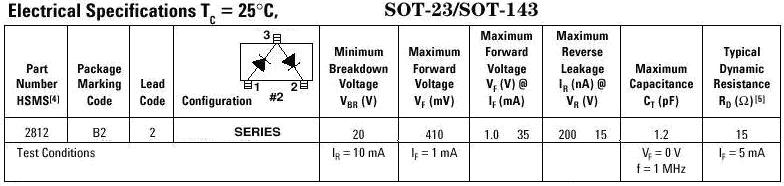 Electrical Specifications T_C = 25°C, SOT-23/SOT-143
3
1 2
#2
Part Number HSMS[4]
Package Marking Code
Lead Code
Configuration
Minimum Breakdown Voltage V_BR (V)
Maximum Forward Voltage V_F (mV)
Maximum Forward Voltage V_F (V) @ I_F (mA)
Maximum Reverse Leakage I_R (nA) @ V_R (V)
Maximum Capacitance C_T (pF)
Typical Dynamic Resistance R_D (Ω)[5]
2812 B2 2 SERIES 20 410 1.0 35 200 15 1.2 15
Test Conditions I_R = 10 mA I_F = 1 mA V_F = 0 V I_F = 5 mA
f = 1 MHz